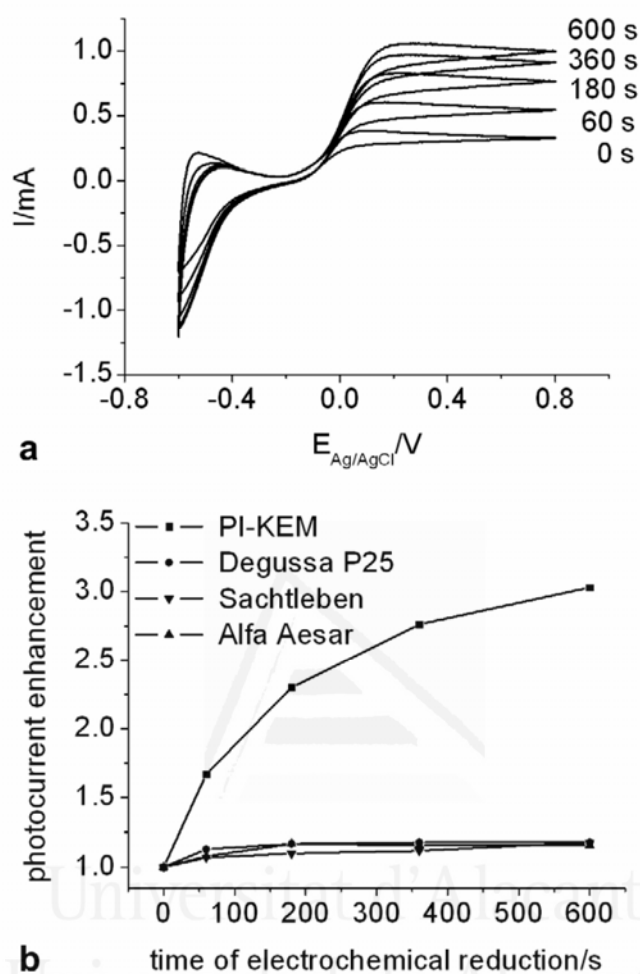 1.0
0.5
0.0
-0.5
-1.0
-1.5
I/mA
600 s
360 s
180 s
60 s
0 s
-0.8
-0.4
0.0
0.4
0.8
E Ag/AgCl/V
a
3.5
3.0
2.5
2.0
1.5
1.0
photocurrent enhancement
PI-KEM
Degussa P25
Sachtleben
Alfa Aesar
0
100
200
300
400
500
600
Universitat d'Alacant
b
time of electrochemical reduction/s